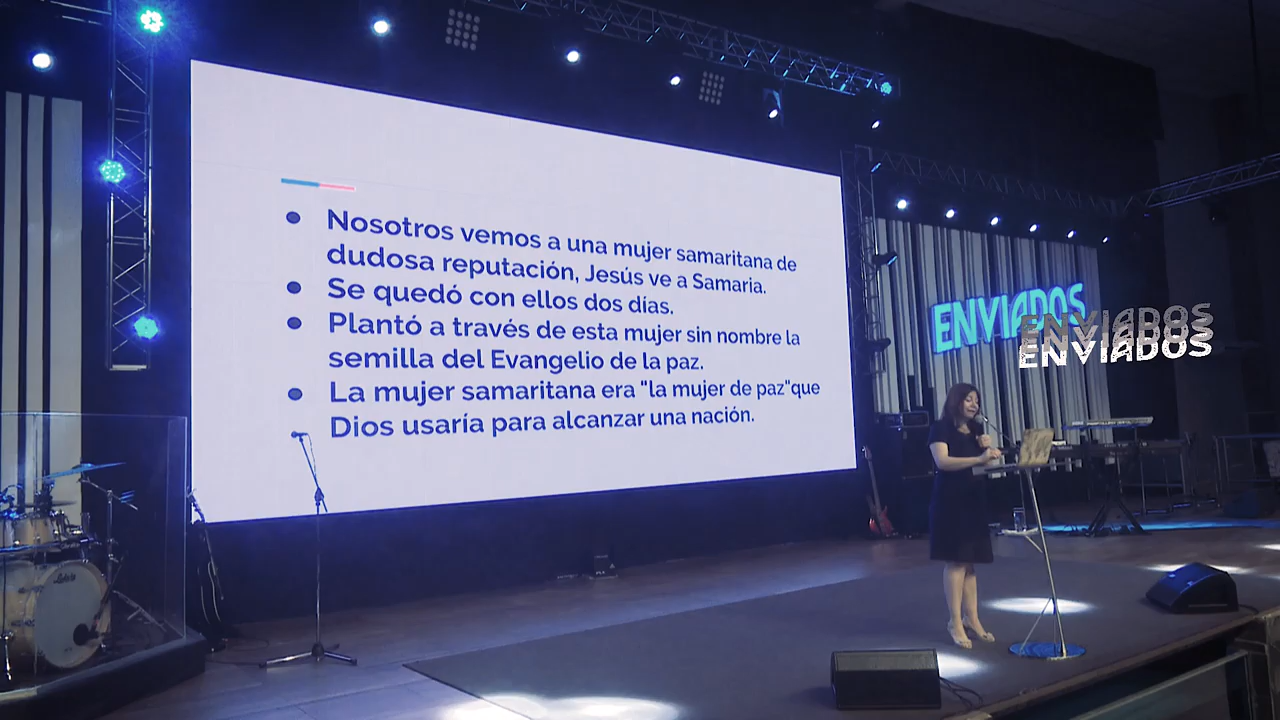 Nosotros vemos a una mujer samaritana de
dudosa reputación, Jesús ve a Samaria.
Se quedó con ellos dos días.
Plantó a través de esta mujer sin nombre la
semilla del Evangelio de la paz.
La mujer samaritana era "la mujer de paz"que
Dios usaría para alcanzar una nación.
ENVIADOS
ENVIADOS
ENVIADOS
ENVIADOS
Ludwig